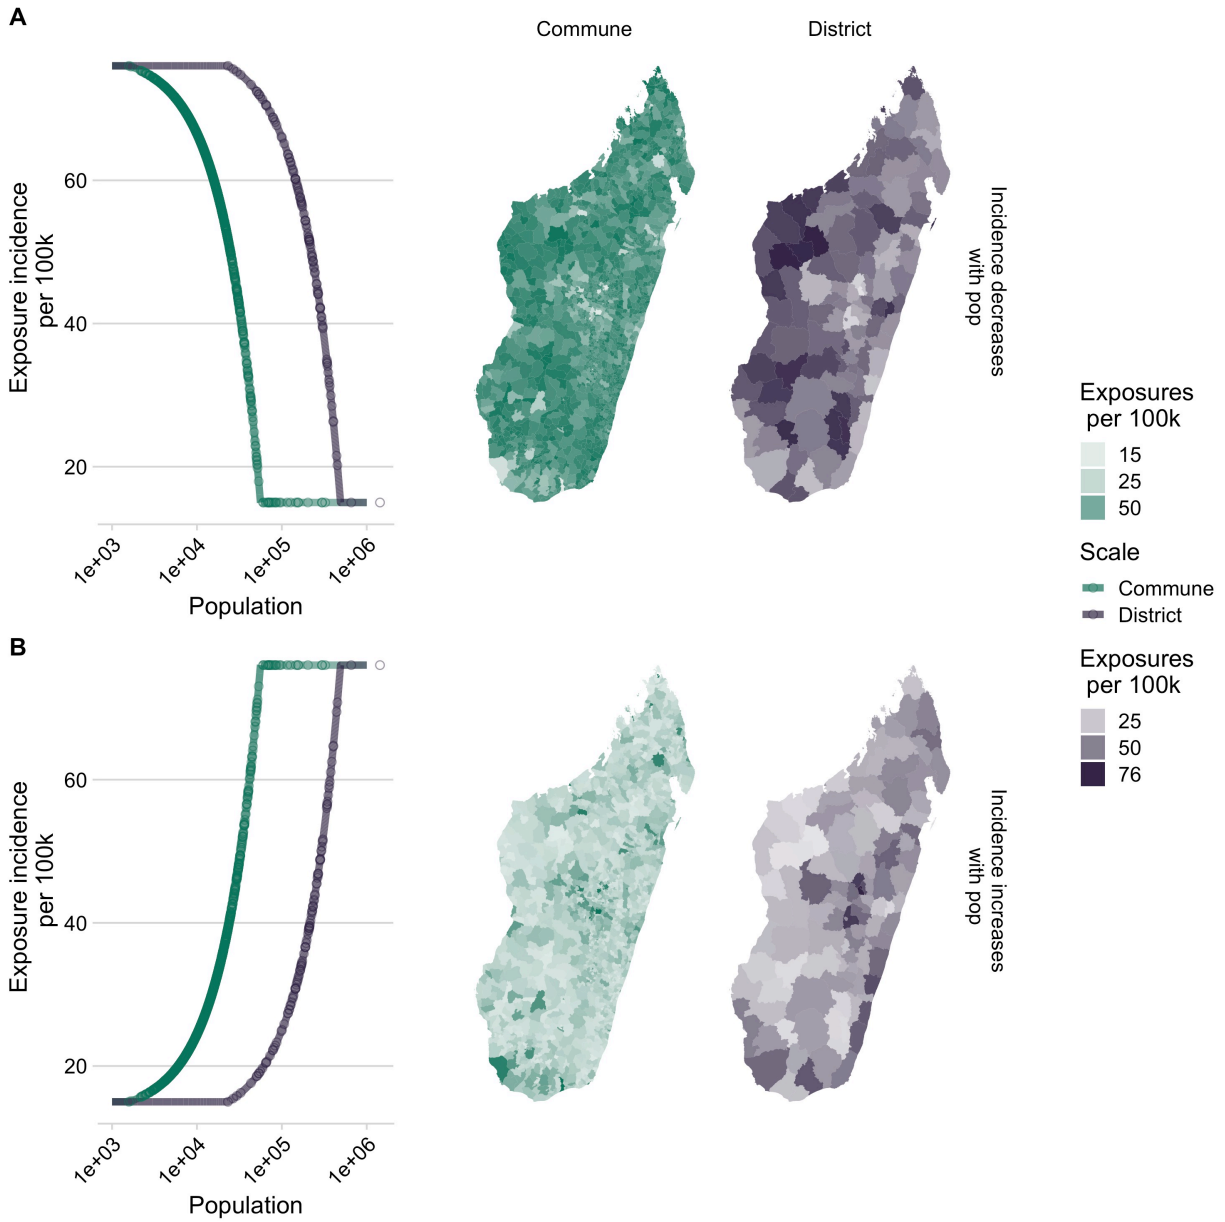 A
Commune
District
Exposure incidence
per 100k
60
40
20
1e+03
1e+04
1e+05
1e+06
Population
Incidence decreases
with pop
Exposures
per 100k
15
25
50
Scale
Commune
District
Exposures
per 100k
25
50
76
B
Exposure incidence
per 100k
60
40
20
1e+03
1e+04
1e+05
1e+06
Population
Incidence increases
with pop